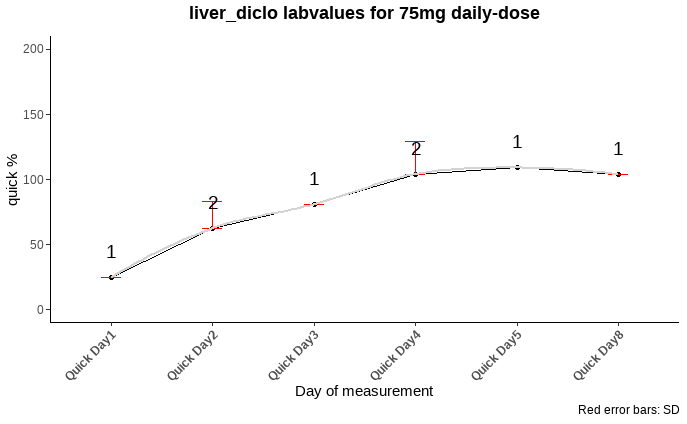 liver_diclo labvalues for 75mg daily-dose
200
150
100
50
0
quick %
1
2
1
2
1
1
Quick Day1
Quick Day2
Quick Day3
Quick Day4
Quick Day5
Quick Day8
Day of measurement
Red error bars: SD